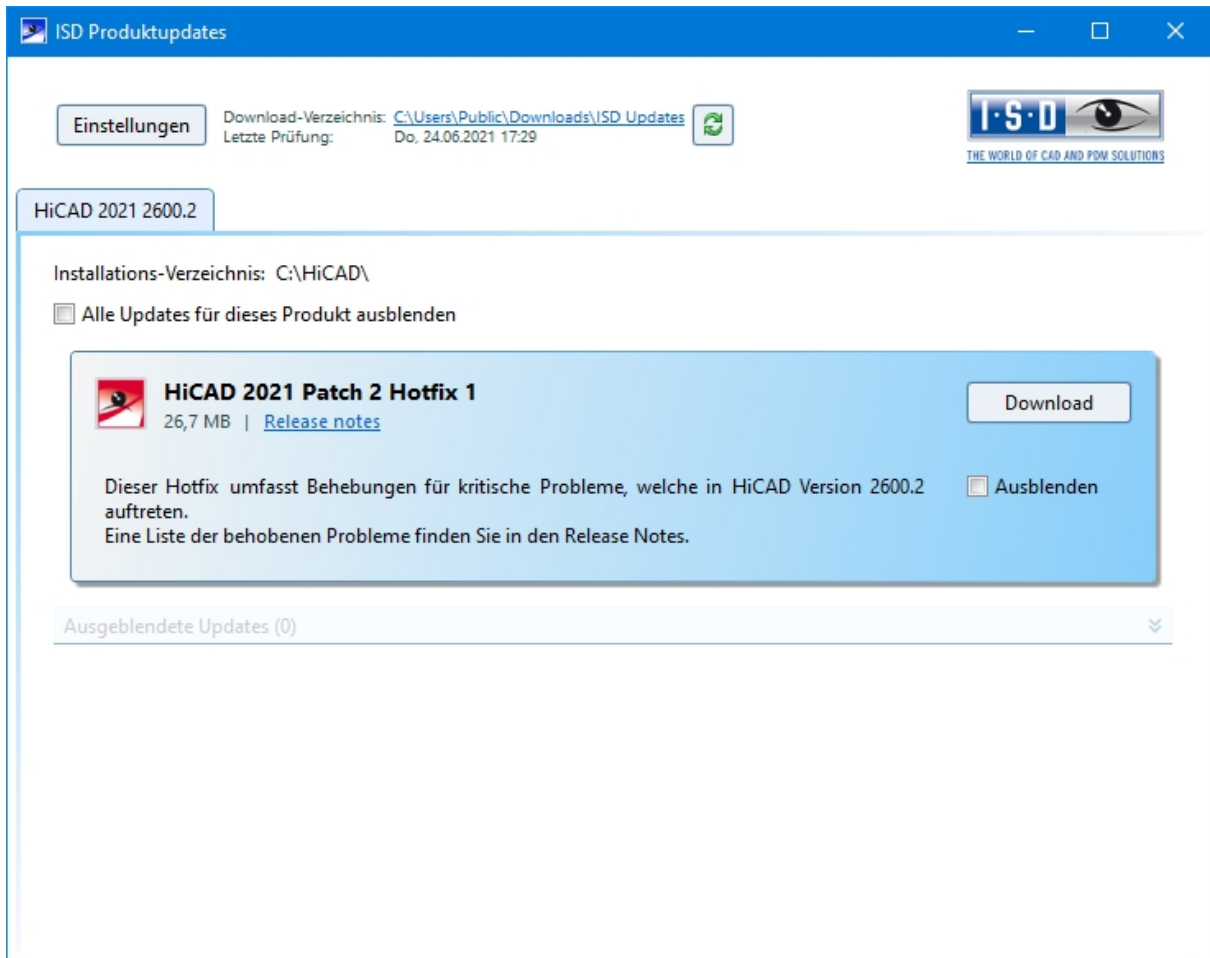 ISD Produktupdates
Einstellungen
Download-Verzeichnis: C:\Users\Public\Downloads\ISD Updates
Letzte Prüfung: Do, 24.06.2021 17:29
I·S·D
THE WORLD OF CAD AND PDM SOLUTIONS
HiCAD 2021 2600.2
Installations-Verzeichnis: C:\HiCAD\
Alle Updates für dieses Produkt ausblenden
HiCAD 2021 Patch 2 Hotfix 1
26,7 MB | Release notes
Download
Dieser Hotfix umfasst Behebungen für kritische Probleme, welche in HiCAD Version 2600.2
auftreten.
Eine Liste der behobenen Probleme finden Sie in den Release Notes.
Ausblenden
Ausgeblendete Updates (0)